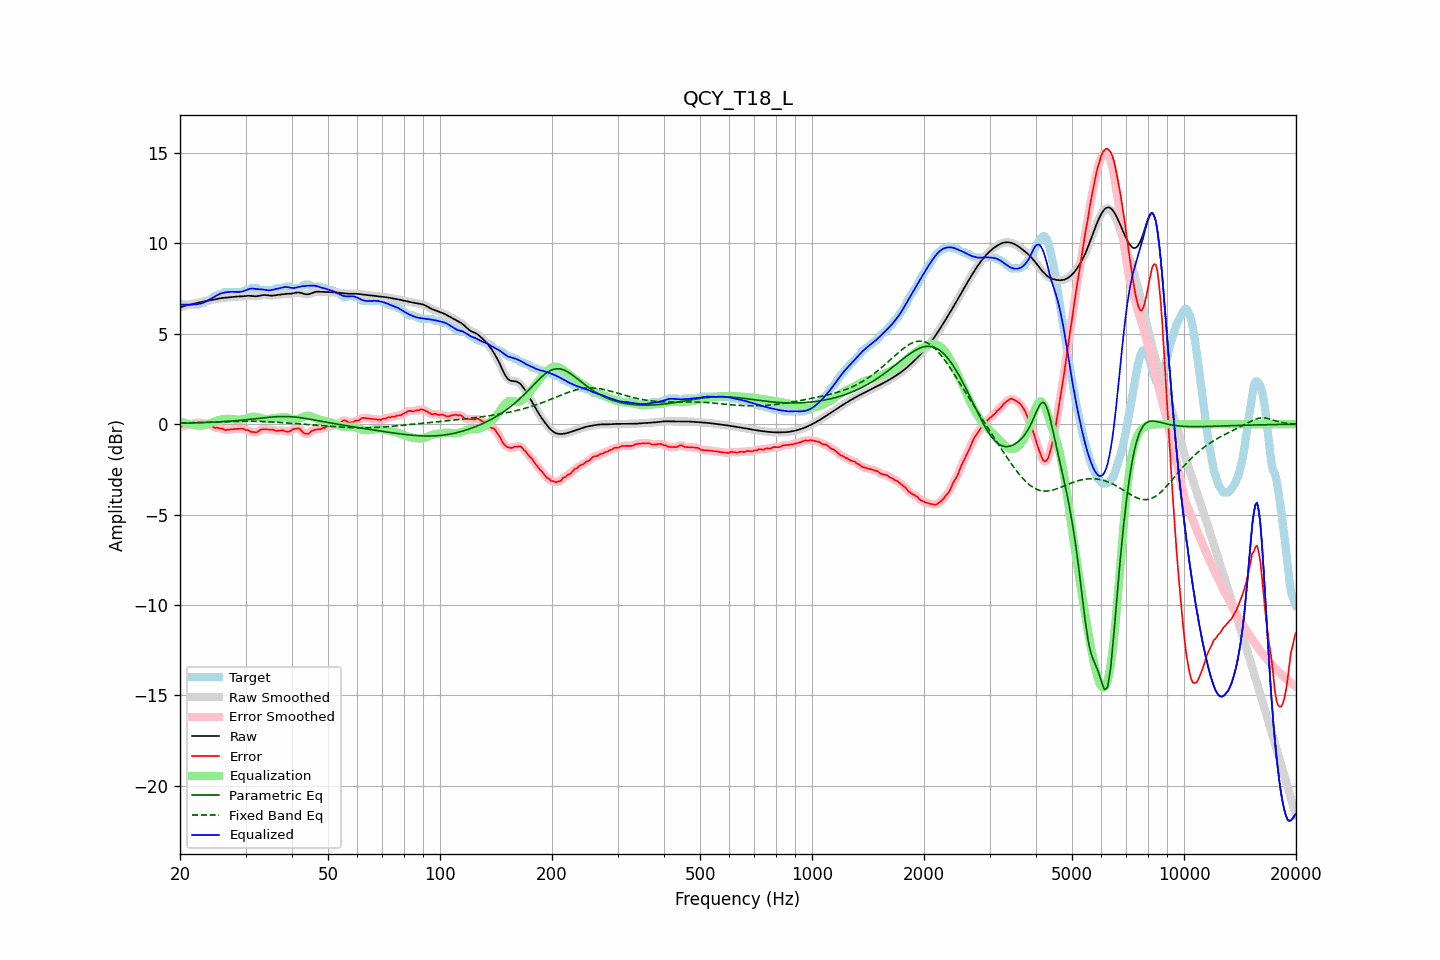 QCY_T18_L
15
10
5
0
−5
−10
−15
−20
Amplitude (dBr)
Target
Raw Smoothed
Error Smoothed
Raw
Error
Equalization
Parametric Eq
Fixed Band Eq
Equalized
20 50 100 200 500 1000 2000 5000 10000 20000
Frequency (Hz)